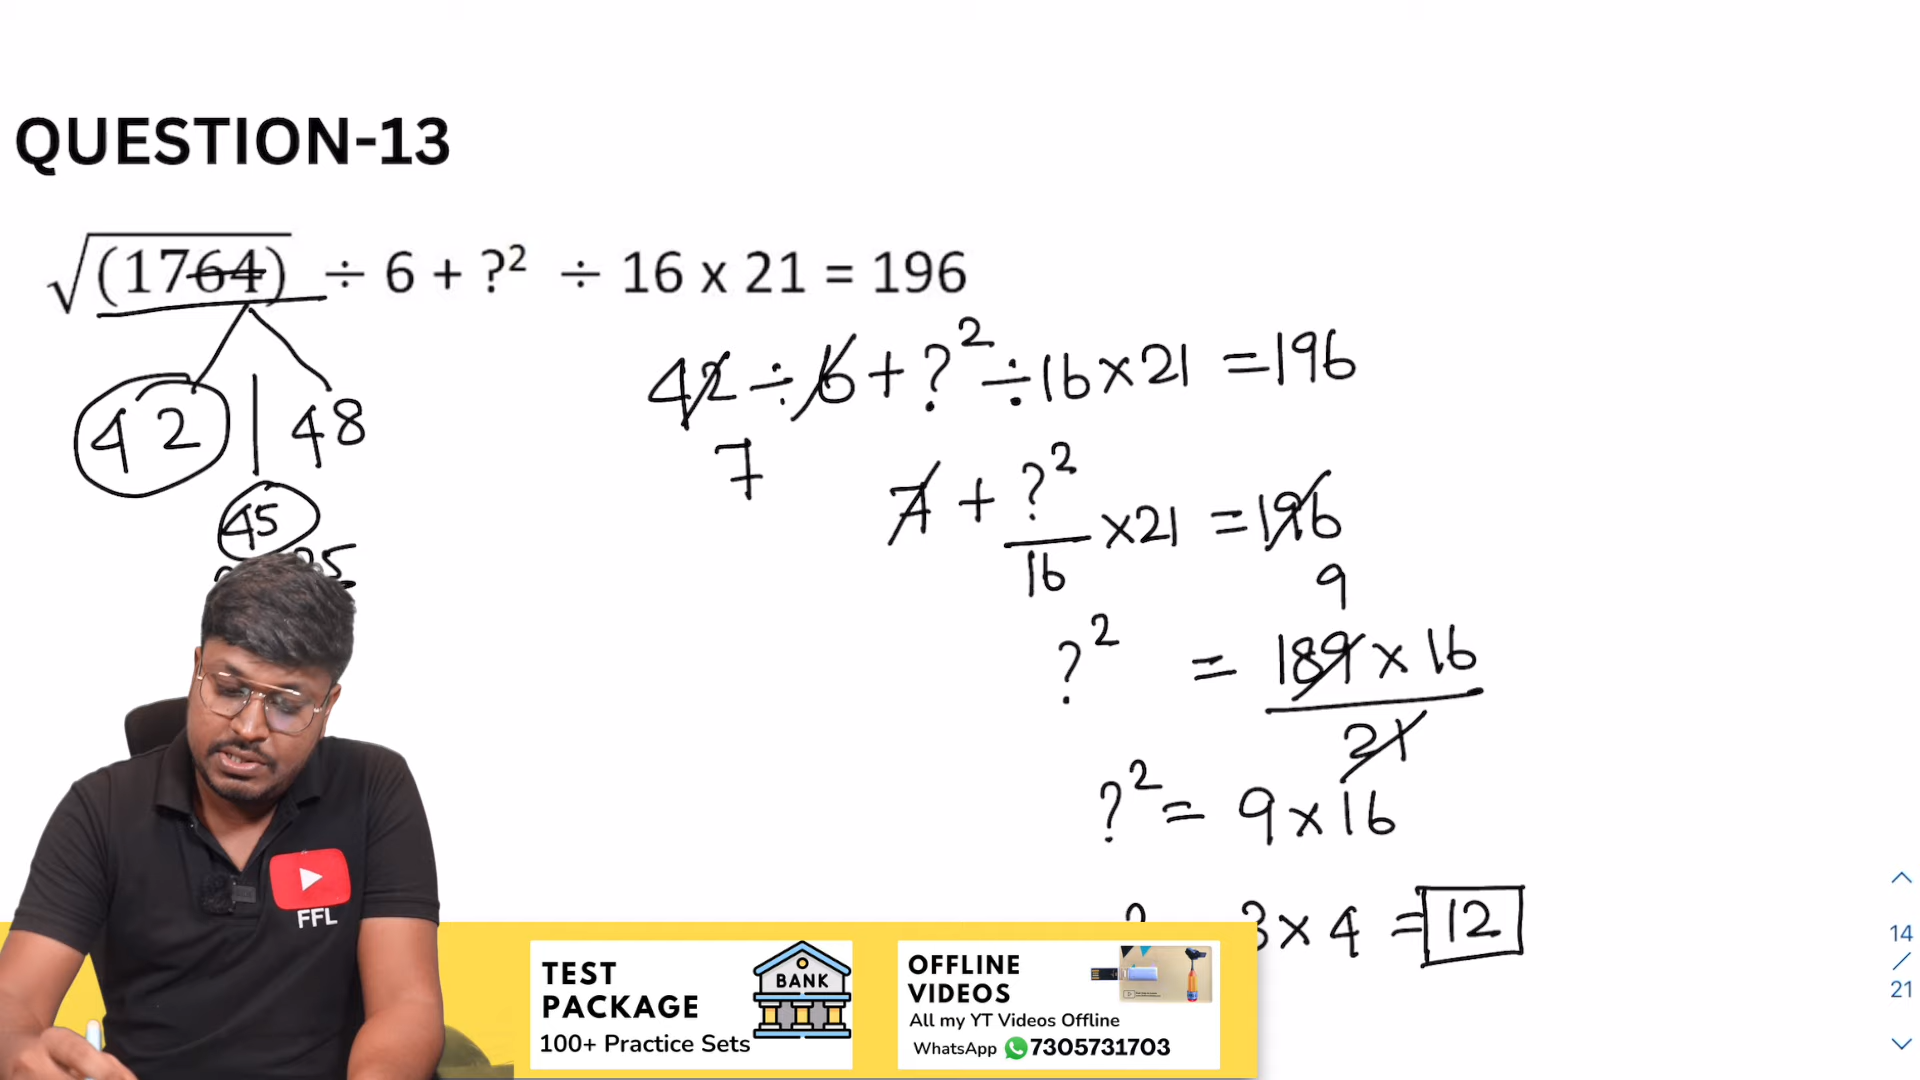 QUESTION-13
√(1764) ÷ 6 + ?² ÷ 16 x 21 = 196
42 ÷ 6 + ?² ÷ 16 × 21 = 196
42 | 48
7
45
7 + ?²/16 × 21 = 196
9
?² = 189 × 16 / 21
?² = 9 × 16
3 × 4 = 12
FFL
TEST PACKAGE
100+ Practice Sets
BANK
OFFLINE VIDEOS
All my YT Videos Offline
WhatsApp 7305731703
14
/
21